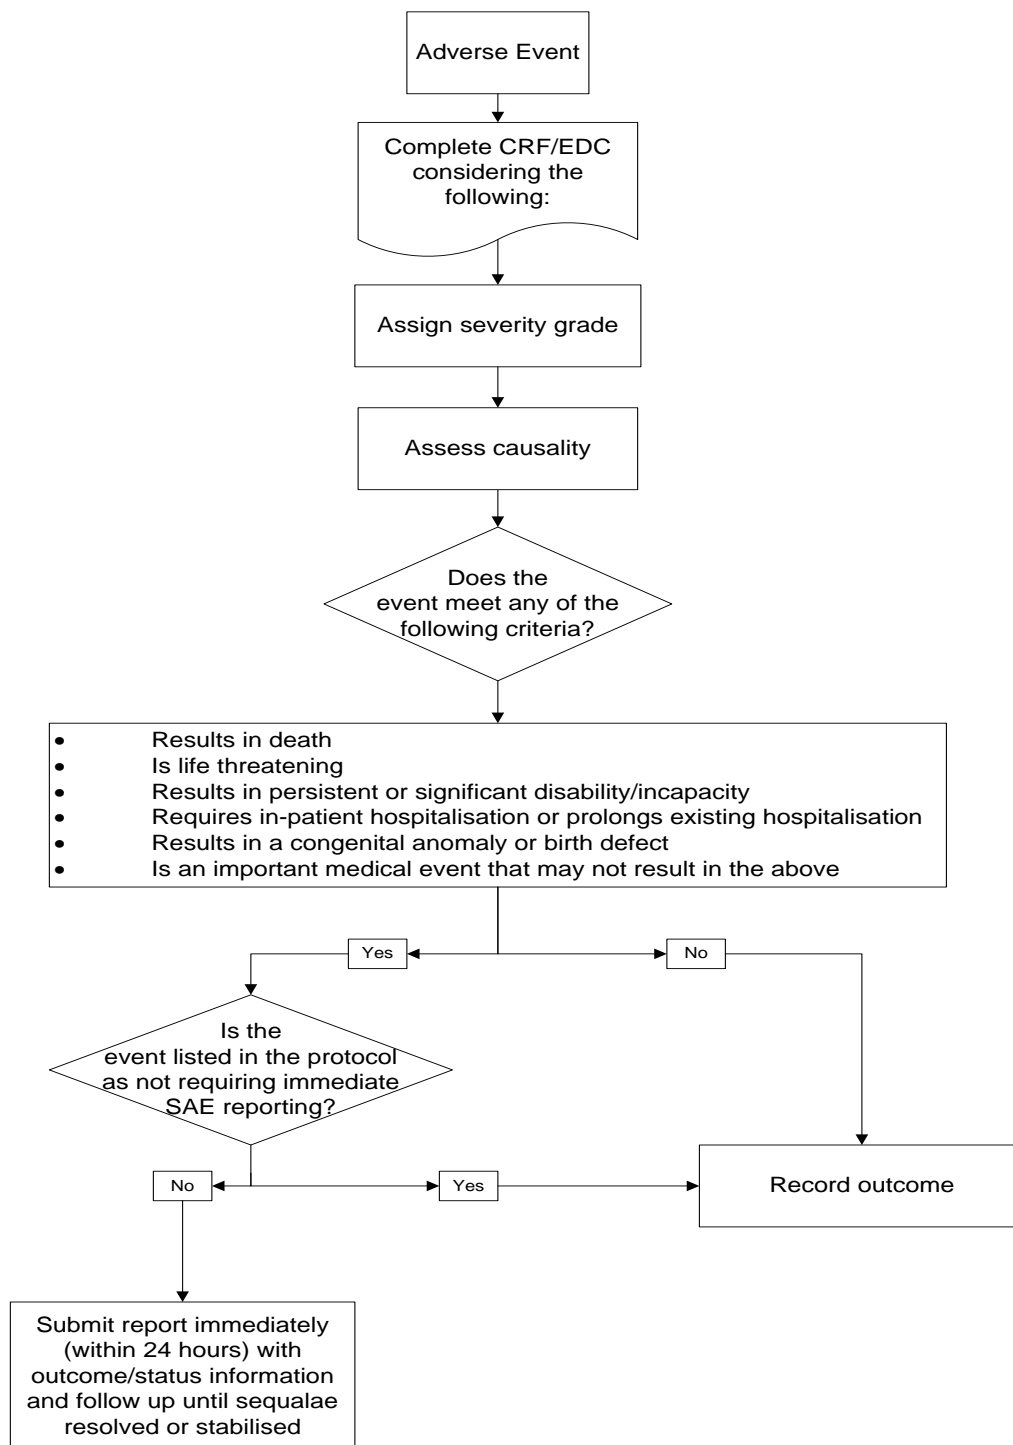 Adverse Event
Complete CRF/EDC
considering the
following:
Assign severity grade
Assess causality
Does the
event meet any of the
following criteria?
• Results in death
• Is life threatening
• Results in persistent or significant disability/incapacity
• Requires in-patient hospitalisation or prolongs existing hospitalisation
• Results in a congenital anomaly or birth defect
• Is an important medical event that may not result in the above
Yes
No
Is the
event listed in the protocol
as not requiring immediate
SAE reporting?
No
Yes
Record outcome
Submit report immediately
(within 24 hours) with
outcome/status information
and follow up until sequalae
resolved or stabilised